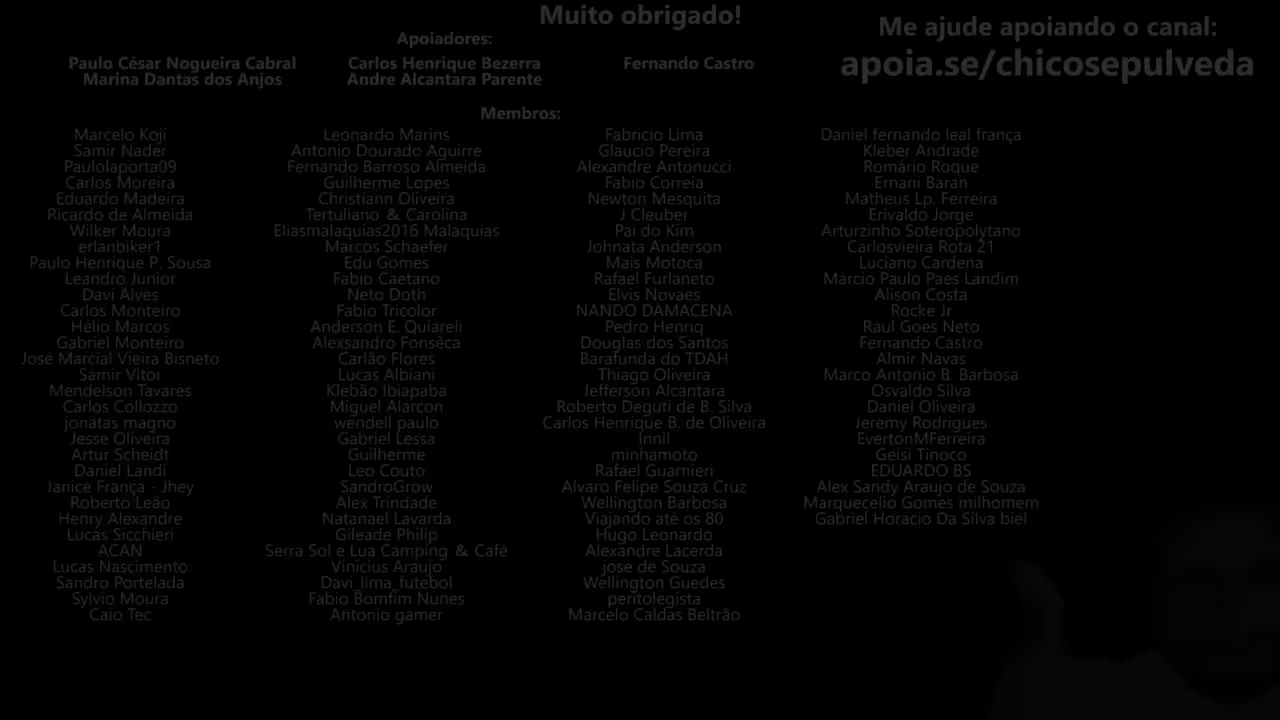 Muito obrigado!
Me ajude apoiando o canal:
apoia.se/chicosepulveda
Apoiadores:
Paulo César Nogueira Cabral
Marina Dantas dos Anjos
Carlos Henrique Bezerra
Andre Alcantara Parente
Fernando Castro
Membros:
Marcelo Koji
Samir Nader
Paulolaporta09
Carlos Moreira
Eduardo Madeira
Ricardo de Almeida
Wilker Moura
erlanbiker1
Paulo Henrique P. Sousa
Leandro Junior
Davi Alves
Carlos Monteiro
Hélio Marcos
Gabriel Monteiro
José Marcial Vieira Bisneto
Samir Vitor
Mendelson Tavares
Carlos Collozzo
jonatas magno
Jesse Oliveira
Artur Scheidt
Daniel Landi
Janice França - Jhey
Roberto Leão
Henry Alexandre
Lucas Sicchieri
ACAN
Lucas Nascimento
Sandro Portelada
Sylvio Moura
Caio Tec
Leonardo Marins
Antonio Dourado Aguirre
Fernando Barroso Almeida
Guilherme Lopes
Christiann Oliveira
Tertuliano & Carolina
Eliasmalaquias2016 Malaquias
Marcos Schaefer
Edu Gomes
Fabio Caetano
Neto Doth
Fabio Tricolor
Anderson E. Quiareli
Alexsandro Fonsêca
Carlão Flores
Lucas Albiani
Klebão Ibiapaba
Miguel Alarcon
wendell paulo
Gabriel Lessa
Guilherme
Leo Couto
SandroGrow
Alex Trindade
Natanael Lavarda
Gileade Philip
Serra Sol e Lua Camping & Café
Vinicius Araujo
Davi_lima_futebol
Fabio Bomfim Nunes
Antonio gamer
Fabricio Lima
Glaucio Pereira
Alexandre Antonucci
Fabio Correia
Newton Mesquita
J Cleuber
Pai do Kim
Johnata Anderson
Mais Motoca
Rafael Furlaneto
Elvis Novaes
NANDO DAMACENA
Pedro Henriq
Douglas dos Santos
Barafunda do TDAH
Thiago Oliveira
Jefferson Alcantara
Roberto Deguti de B. Silva
Carlos Henrique B. de Oliveira
Innil
minhamoto
Rafael Guarnieri
Alvaro Felipe Souza Cruz
Wellington Barbosa
Viajando até os 80
Hugo Leonardo
Alexandre Lacerda
jose de Souza
Wellington Guedes
peritolegista
Marcelo Caldas Beltrão
Daniel fernando leal frança
Kleber Andrade
Romário Roque
Ernani Baran
Matheus Lp. Ferreira
Erivaldo Jorge
Arturzinho Soteropolytano
Carlosvieira Rota 21
Luciano Cardena
Márcio Paulo Paes Landim
Alison Costa
Rocke Jr
Raul Goes Neto
Fernando Castro
Almir Navas
Marco Antonio B. Barbosa
Osvaldo Silva
Daniel Oliveira
Jeremy Rodrigues
EvertonMFerreira
Geisi Tinoco
EDUARDO BS
Alex Sandy Araujo de Souza
Marquecelio Gomes milhomem
Gabriel Horacio Da Silva biel